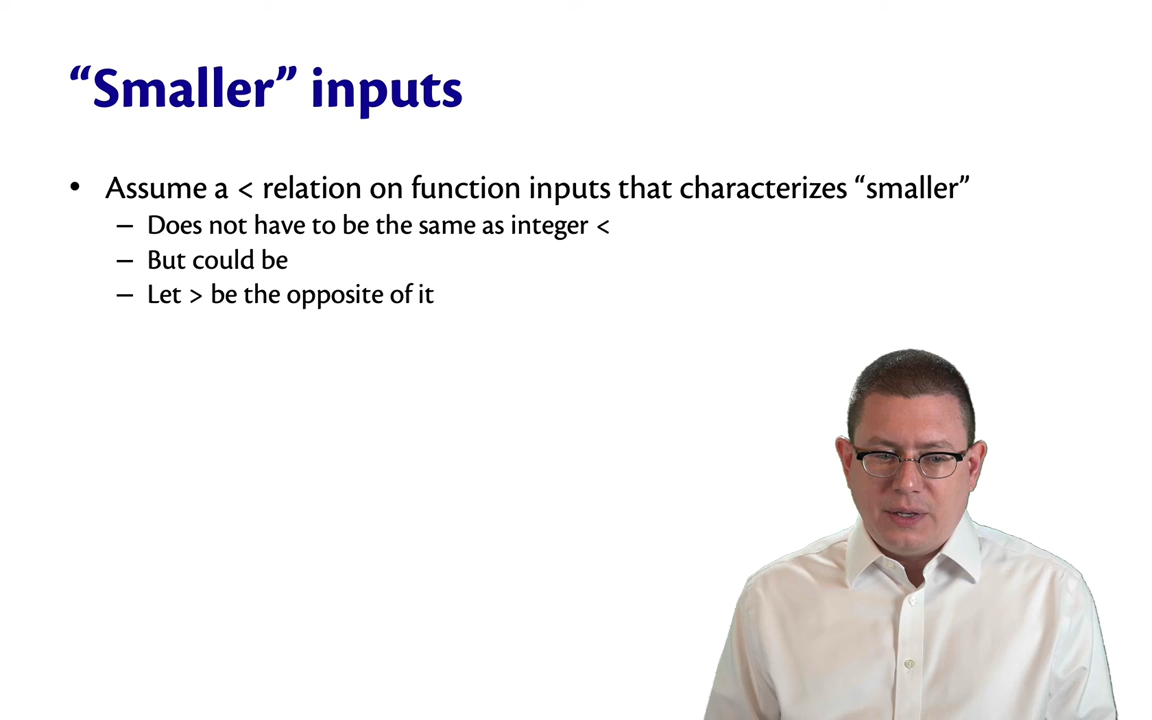 “Smaller” inputs
• Assume a < relation on function inputs that characterizes “smaller”
– Does not have to be the same as integer <
– But could be
– Let > be the opposite of it